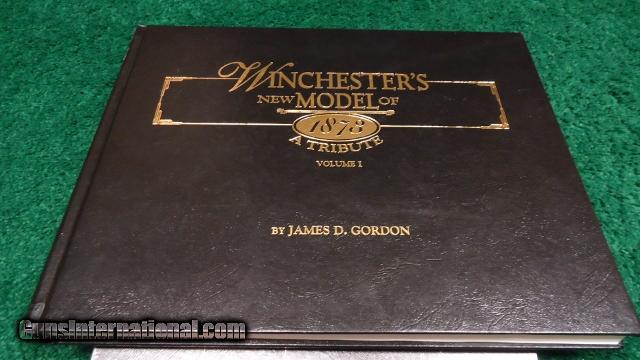 WINCHESTER'S
NEW MODEL OF
1873
A TRIBUTE
VOLUME I
BY JAMES D. GORDON
GunsInternational.com